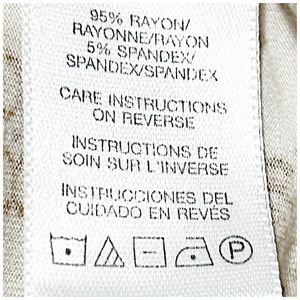 95% RAYON/
RAYONNE/RAYON
5% SPANDEX/
SPANDEX/SPANDEX
CARE INSTRUCTIONS
ON REVERSE
INSTRUCTIONS DE
SOIN SUR L'INVERSE
INSTRUCCIONES DEL
CUIDADO EN REVÉS
P